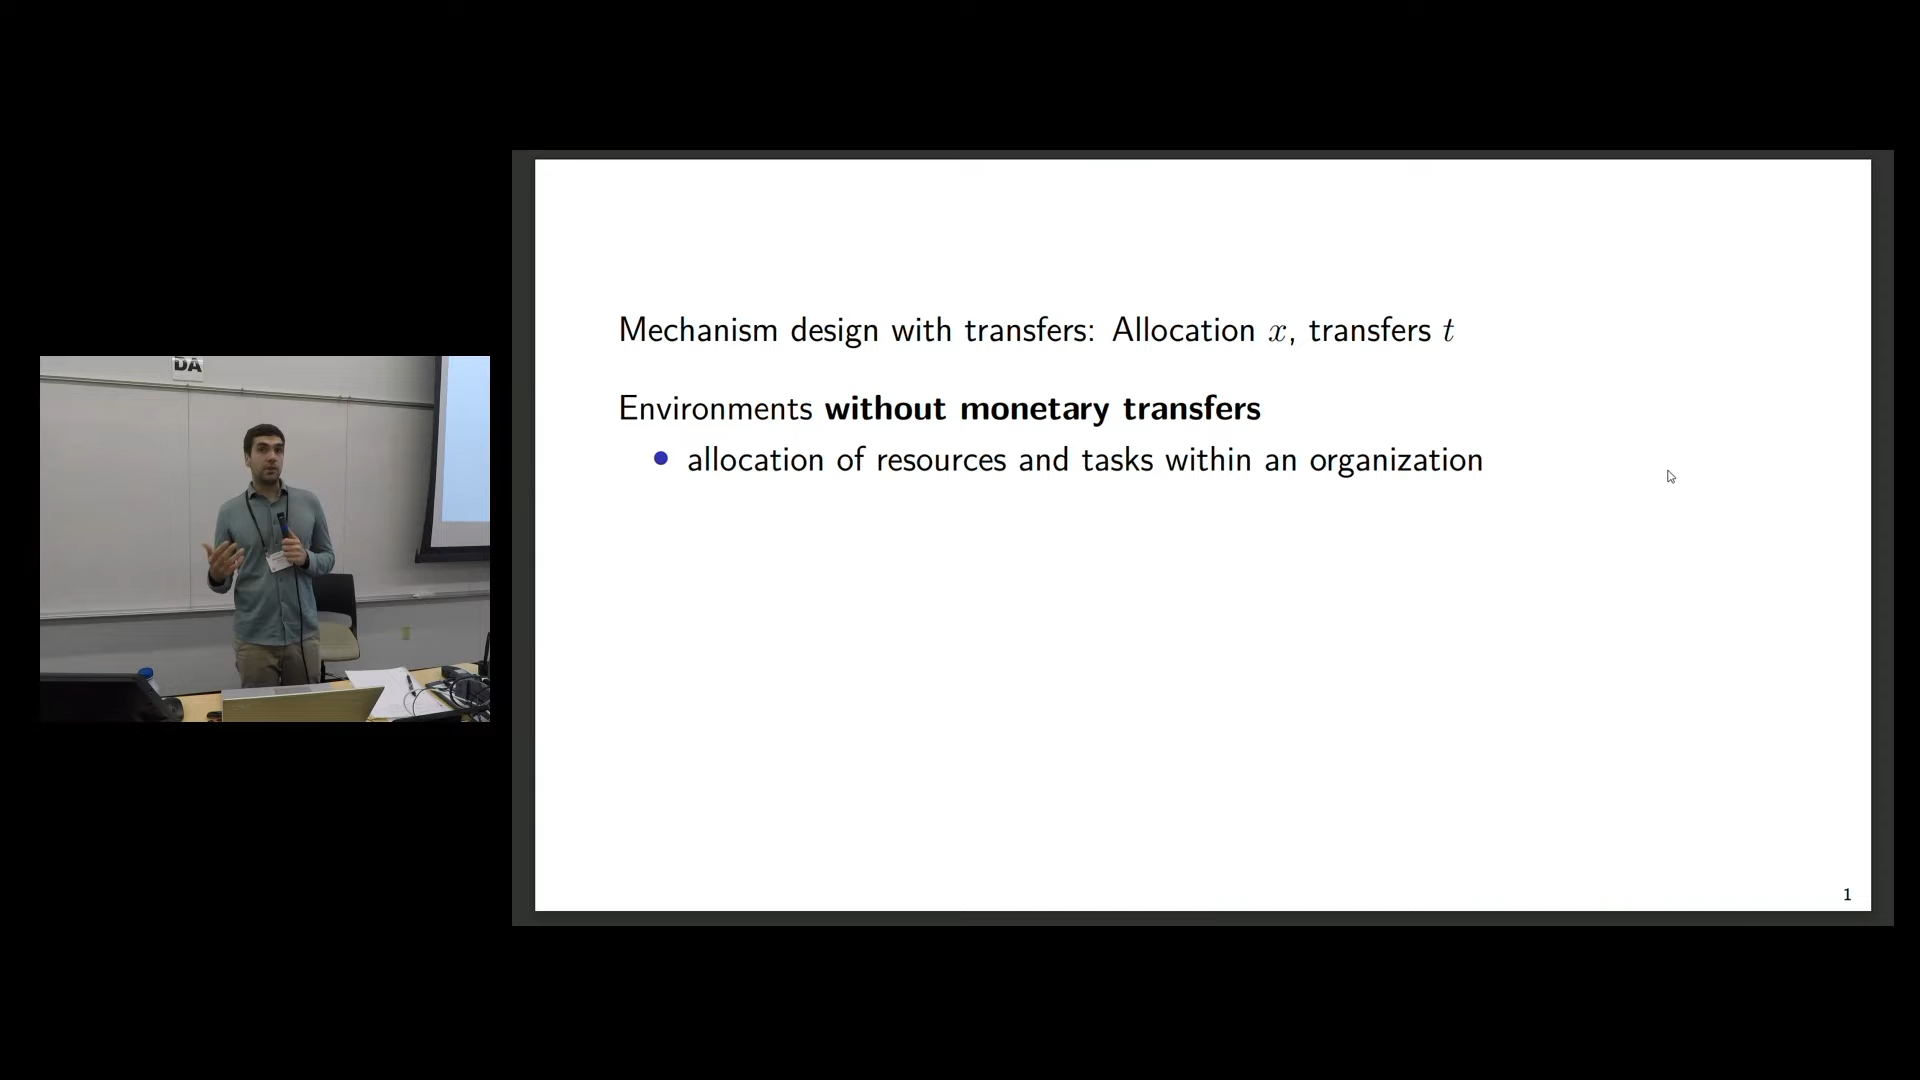 DA
Mechanism design with transfers: Allocation x, transfers t
Environments without monetary transfers
• allocation of resources and tasks within an organization
1